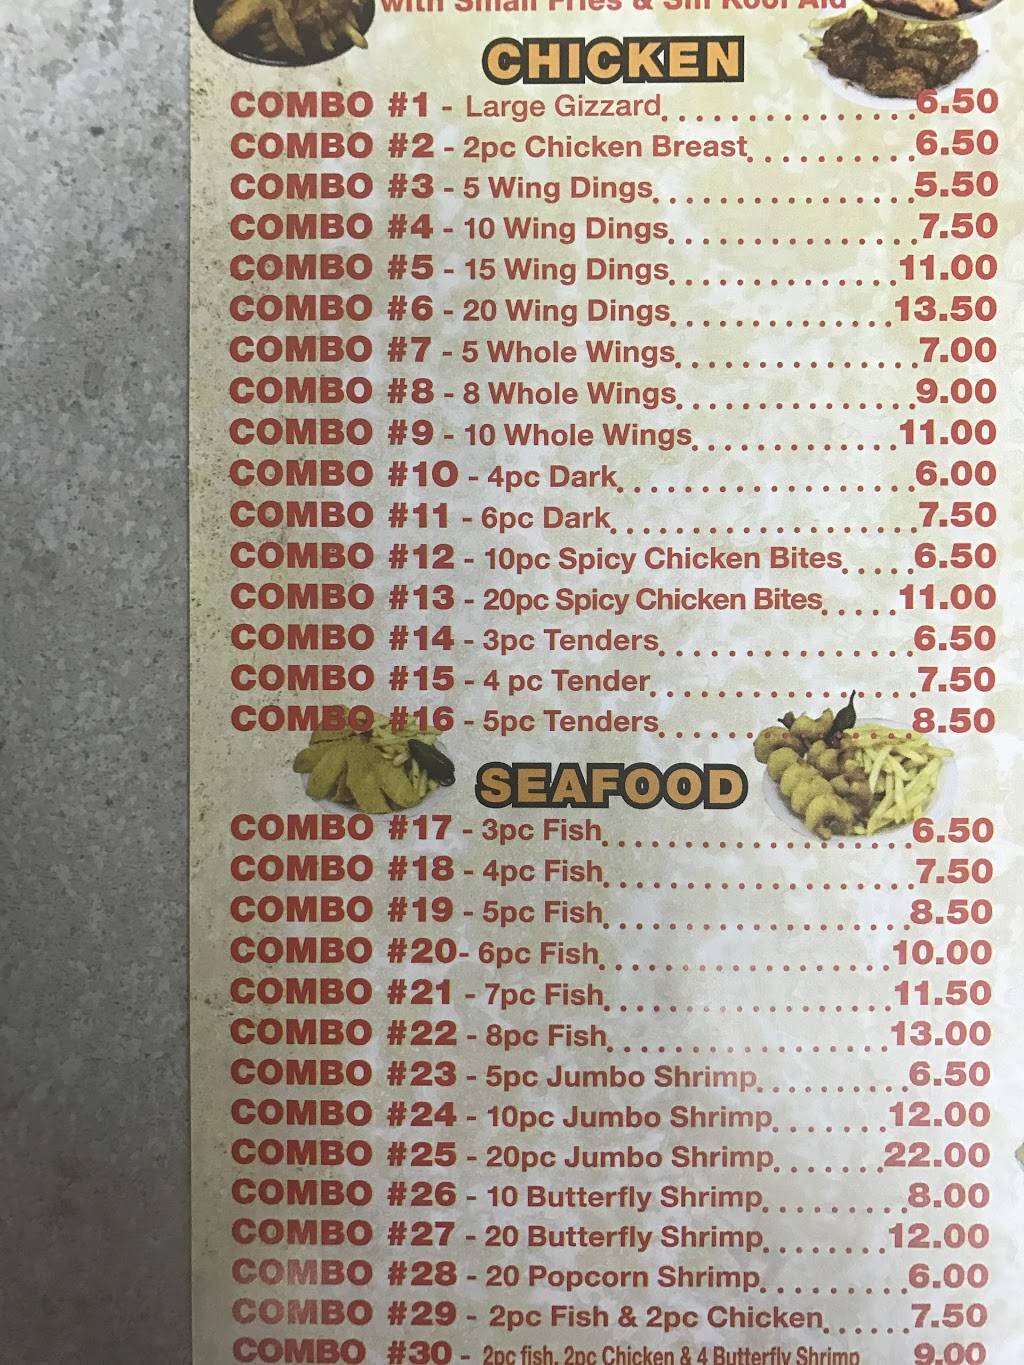 with Small Fries & Sm Kool Aid
CHICKEN
COMBO #1 - Large Gizzard 6.50
COMBO #2 - 2pc Chicken Breast 6.50
COMBO #3 - 5 Wing Dings 5.50
COMBO #4 - 10 Wing Dings 7.50
COMBO #5 - 15 Wing Dings 11.00
COMBO #6 - 20 Wing Dings 13.50
COMBO #7 - 5 Whole Wings 7.00
COMBO #8 - 8 Whole Wings 9.00
COMBO #9 - 10 Whole Wings 11.00
COMBO #10 - 4pc Dark 6.00
COMBO #11 - 6pc Dark 7.50
COMBO #12 - 10pc Spicy Chicken Bites 6.50
COMBO #13 - 20pc Spicy Chicken Bites 11.00
COMBO #14 - 3pc Tenders 6.50
COMBO #15 - 4 pc Tender 7.50
COMBO #16 - 5pc Tenders 8.50
SEAFOOD
COMBO #17 - 3pc Fish 6.50
COMBO #18 - 4pc Fish 7.50
COMBO #19 - 5pc Fish 8.50
COMBO #20- 6pc Fish 10.00
COMBO #21 - 7pc Fish 11.50
COMBO #22 - 8pc Fish 13.00
COMBO #23 - 5pc Jumbo Shrimp 6.50
COMBO #24 - 10pc Jumbo Shrimp 12.00
COMBO #25 - 20pc Jumbo Shrimp 22.00
COMBO #26 - 10 Butterfly Shrimp 8.00
COMBO #27 - 20 Butterfly Shrimp 12.00
COMBO #28 - 20 Popcorn Shrimp 6.00
COMBO #29 - 2pc Fish & 2pc Chicken 7.50
COMBO #30 - 2pc fish, 2pc Chicken & 4 Butterfly Shrimp 9.00